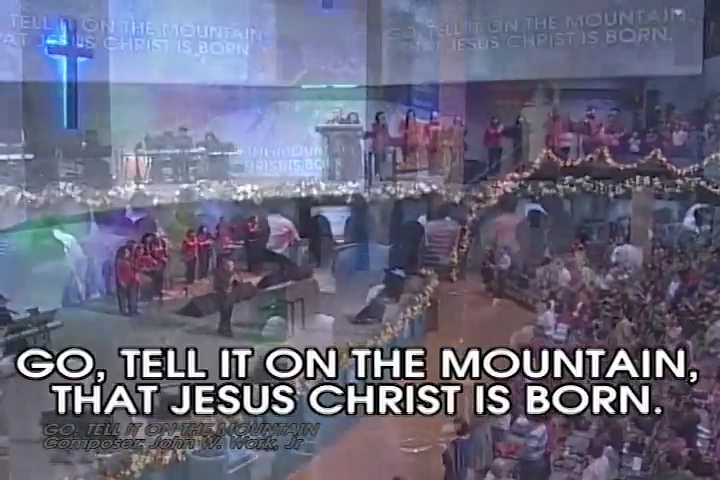 TELL IT ON THE MOUNTAIN,
JESUS CHRIST IS BORN.
GO, TELL IT ON THE MOUNTAIN,
THAT JESUS CHRIST IS BORN.
GO, TELL IT ON THE MOUNTAIN,
THAT JESUS CHRIST IS BORN.
GO, TELL IT ON THE MOUNTAIN
Composer: John W. Work, Jr